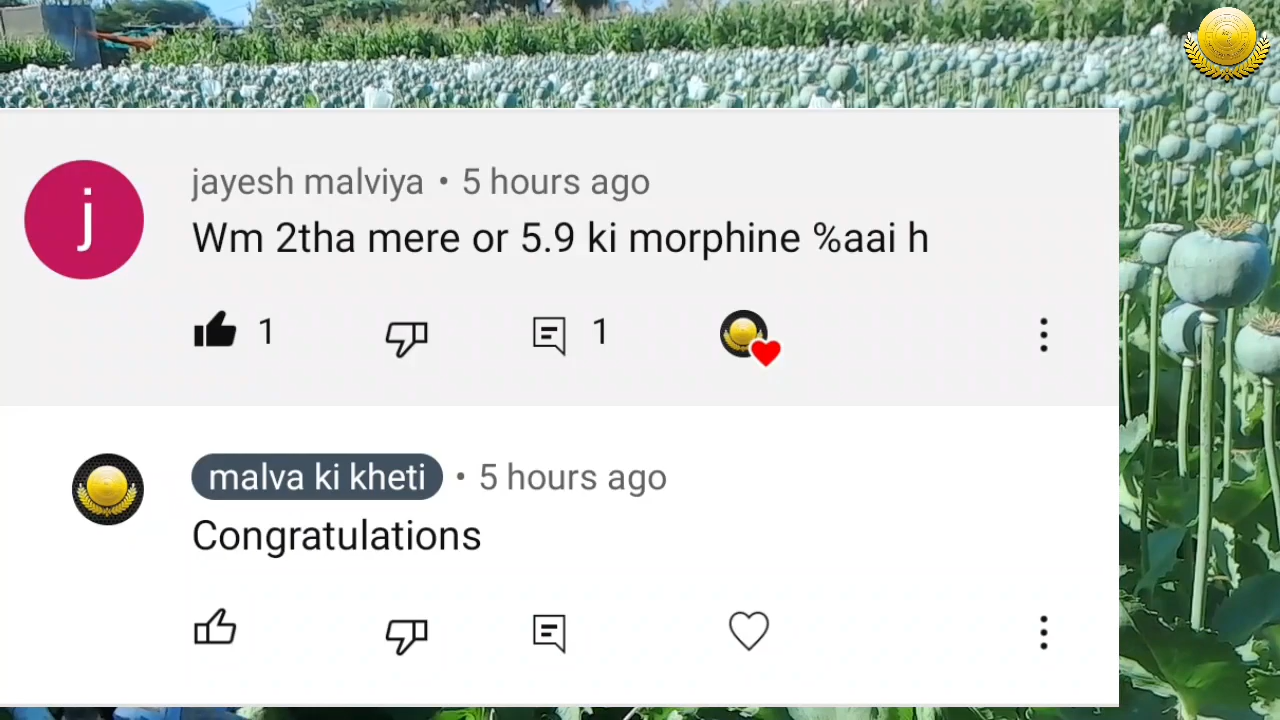 j
jayesh malviya • 5 hours ago
Wm 2tha mere or 5.9 ki morphine %aai h
1
1
malva ki kheti • 5 hours ago
Congratulations